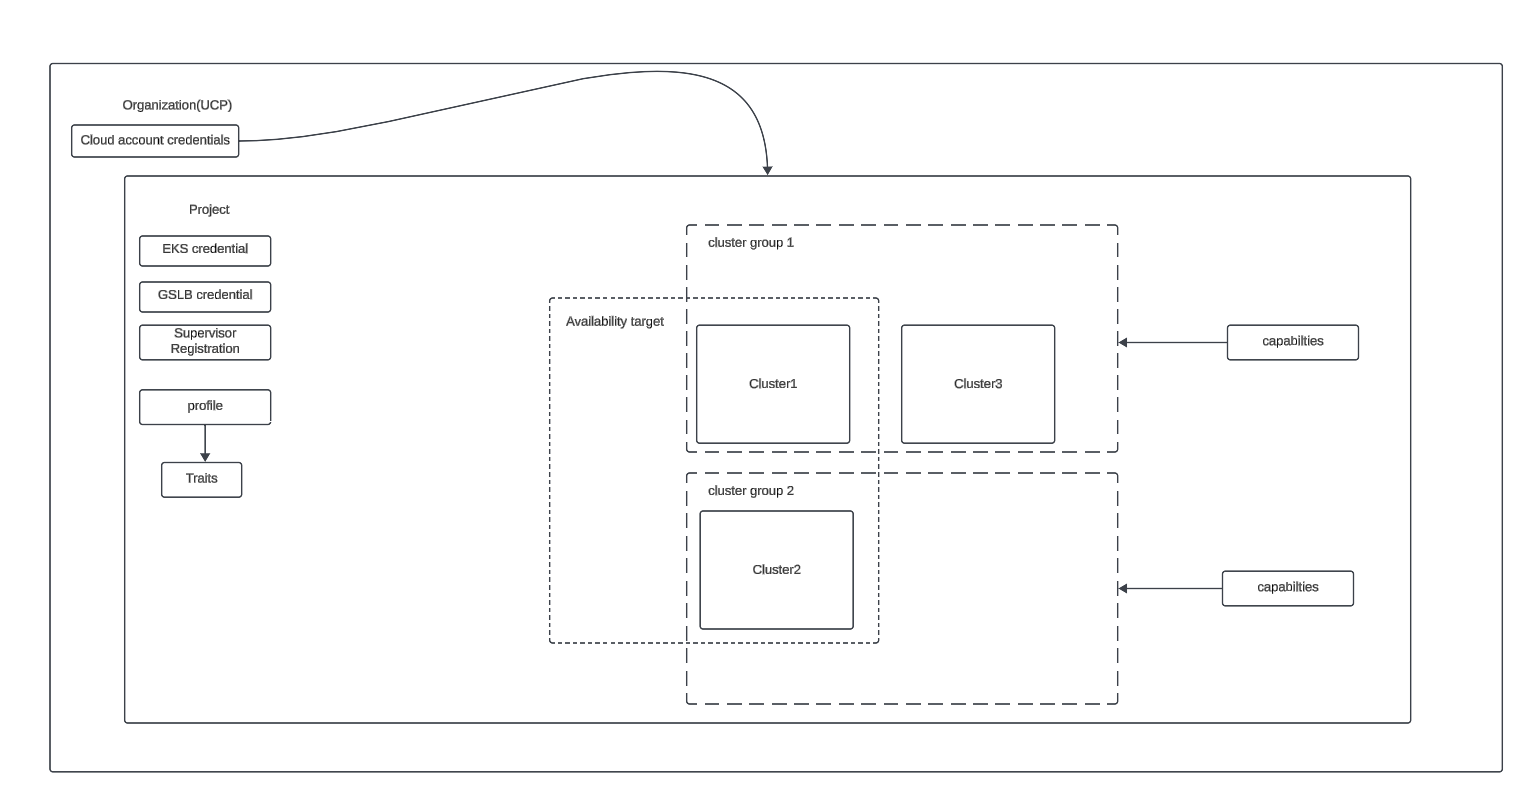 Organization(UCP)
Cloud account credentials
Project
EKS credential
GSLB credential
Supervisor
Registration
profile
Traits
cluster group 1
Availability target
Cluster1
Cluster3
capabilties
cluster group 2
Cluster2
capabilties